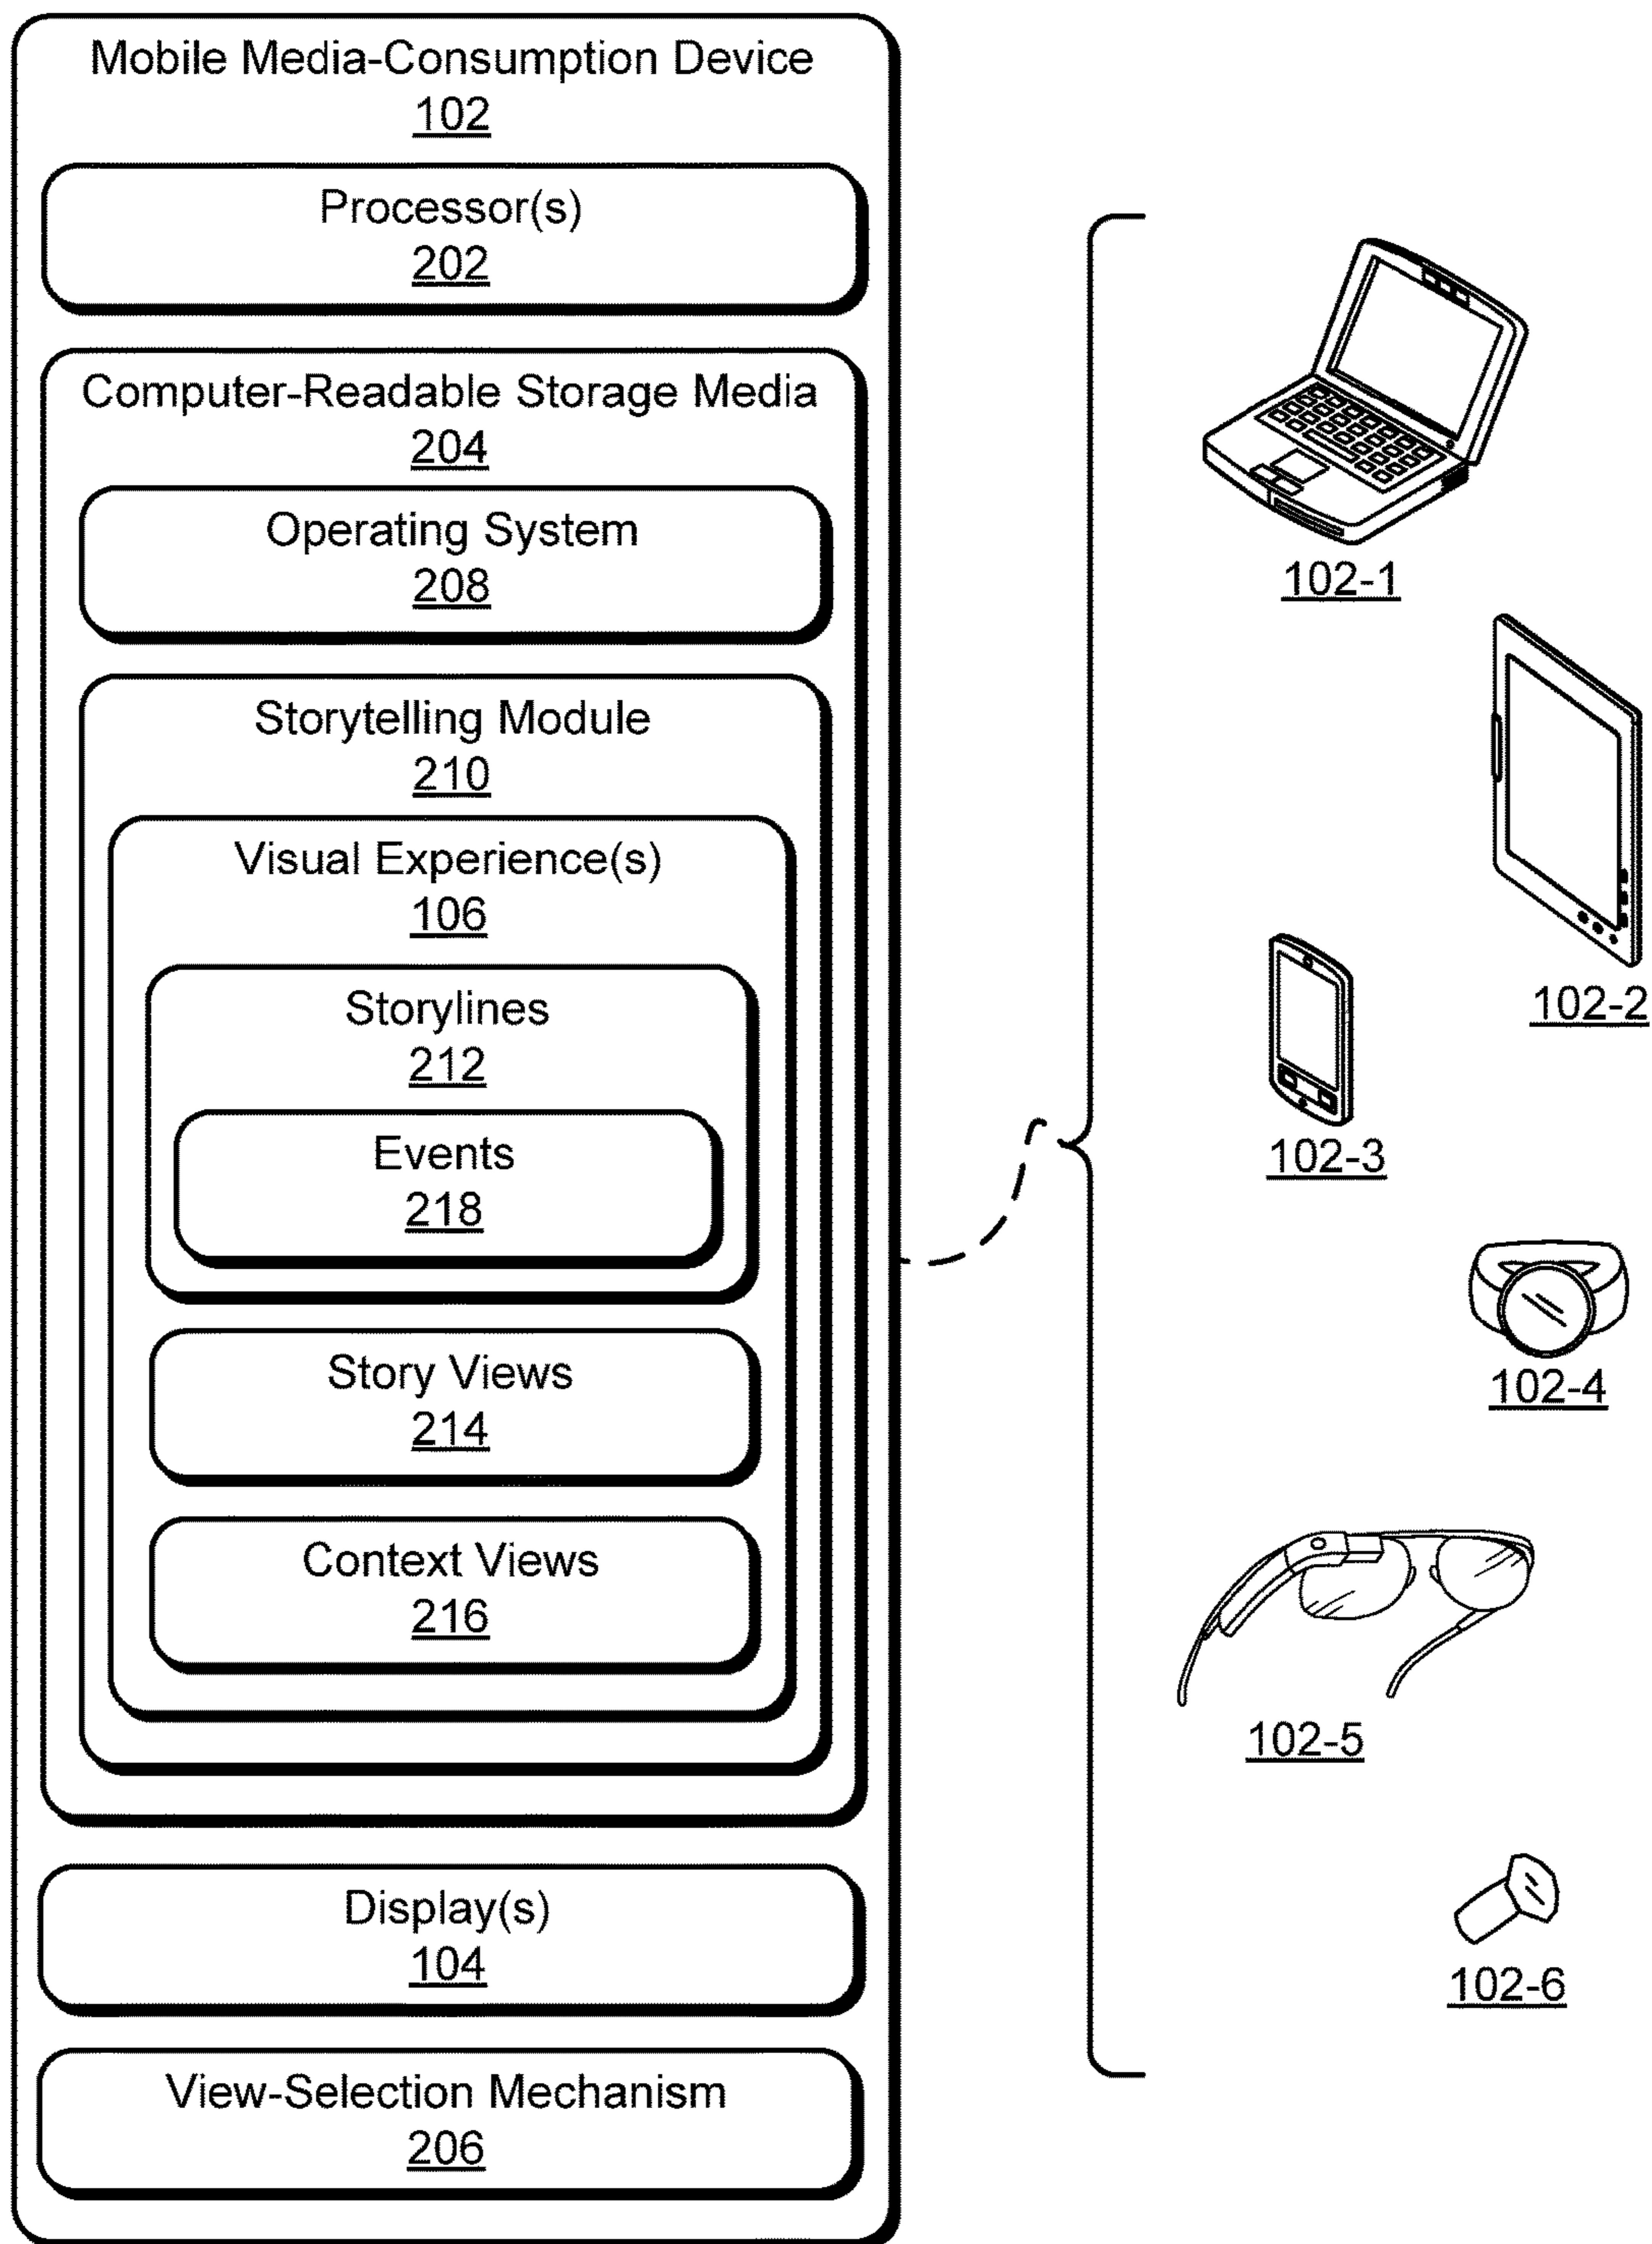 Mobile Media-Consumption Device
102
Processor(s)
202
Computer-Readable Storage Media
204
Operating System
208
Storytelling Module
210
Visual Experience(s)
106
Storylines
212
Events
218
Story Views
214
Context Views
216
Display(s)
104
View-Selection Mechanism
206
102-1
102-2
102-3
102-4
102-5
102-6